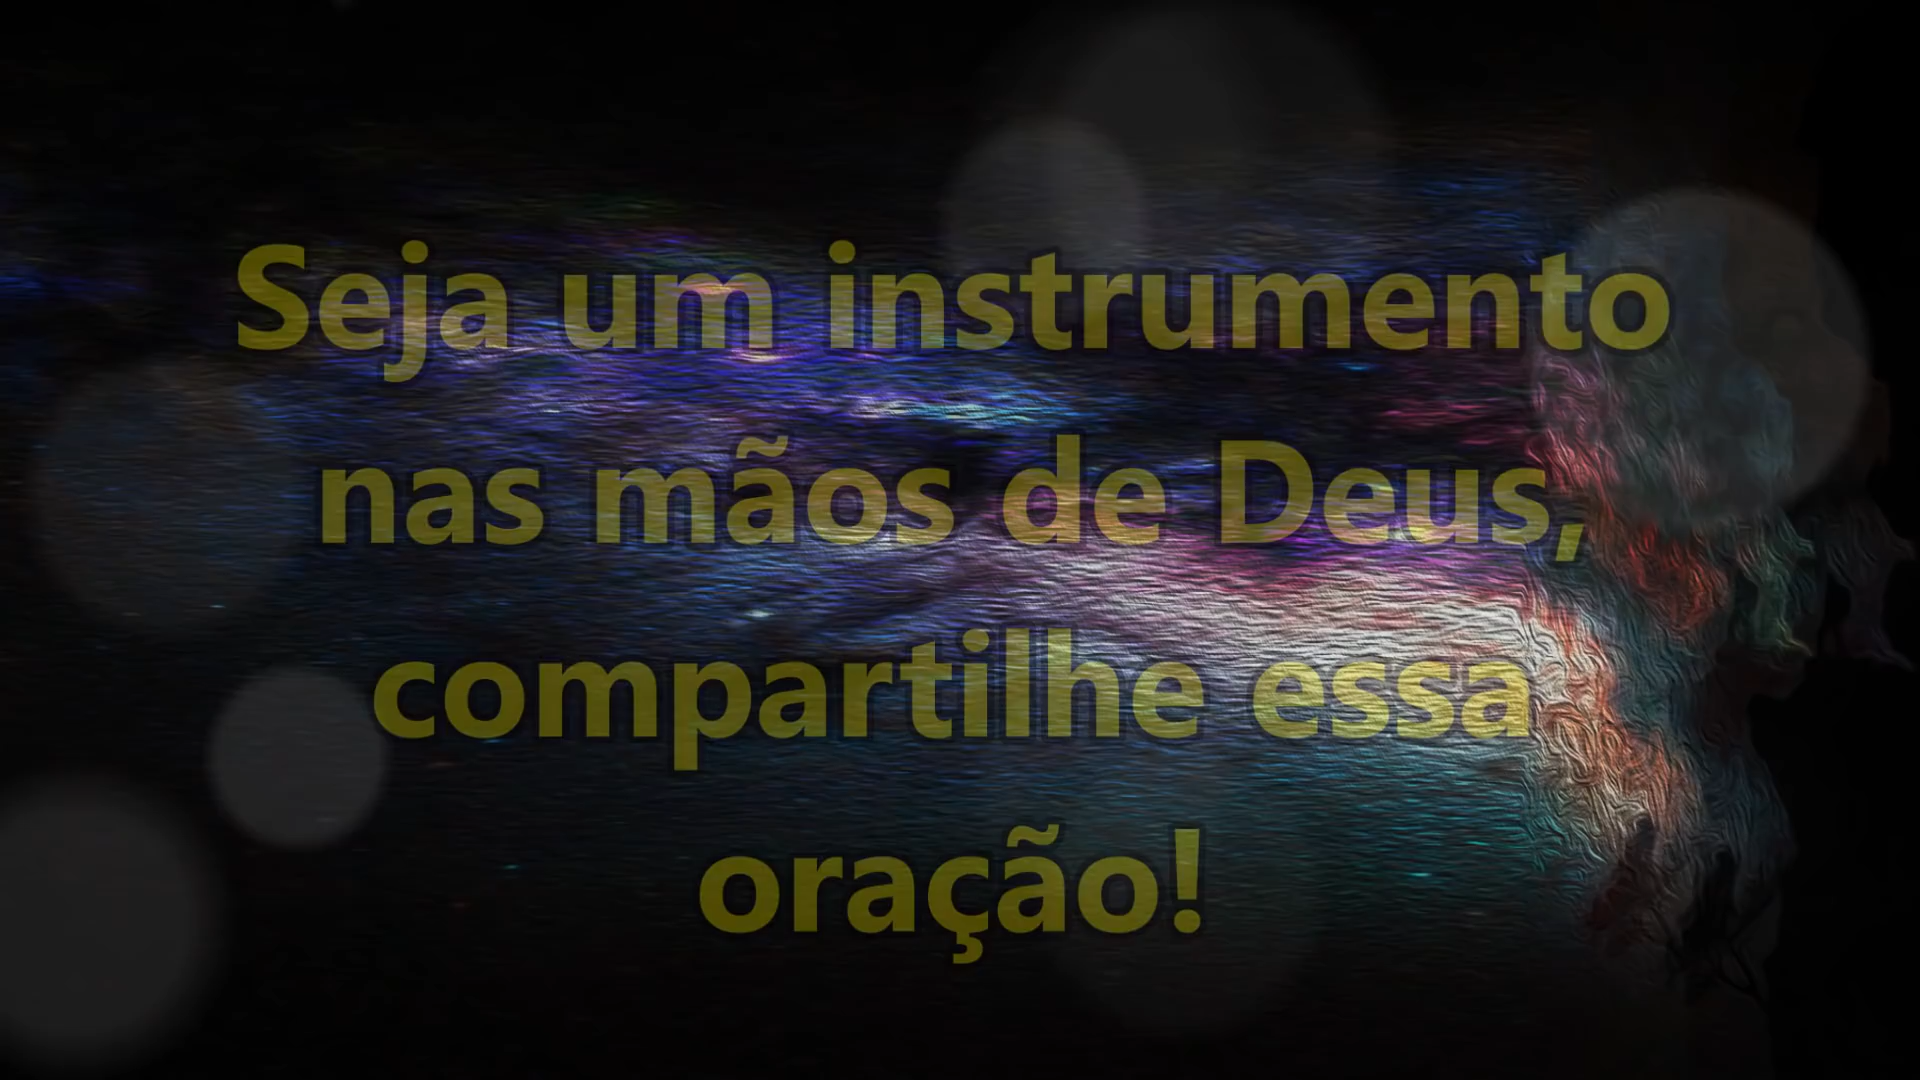 Seja um instrumento
nas mãos de Deus,
compartilhe essa
oração!